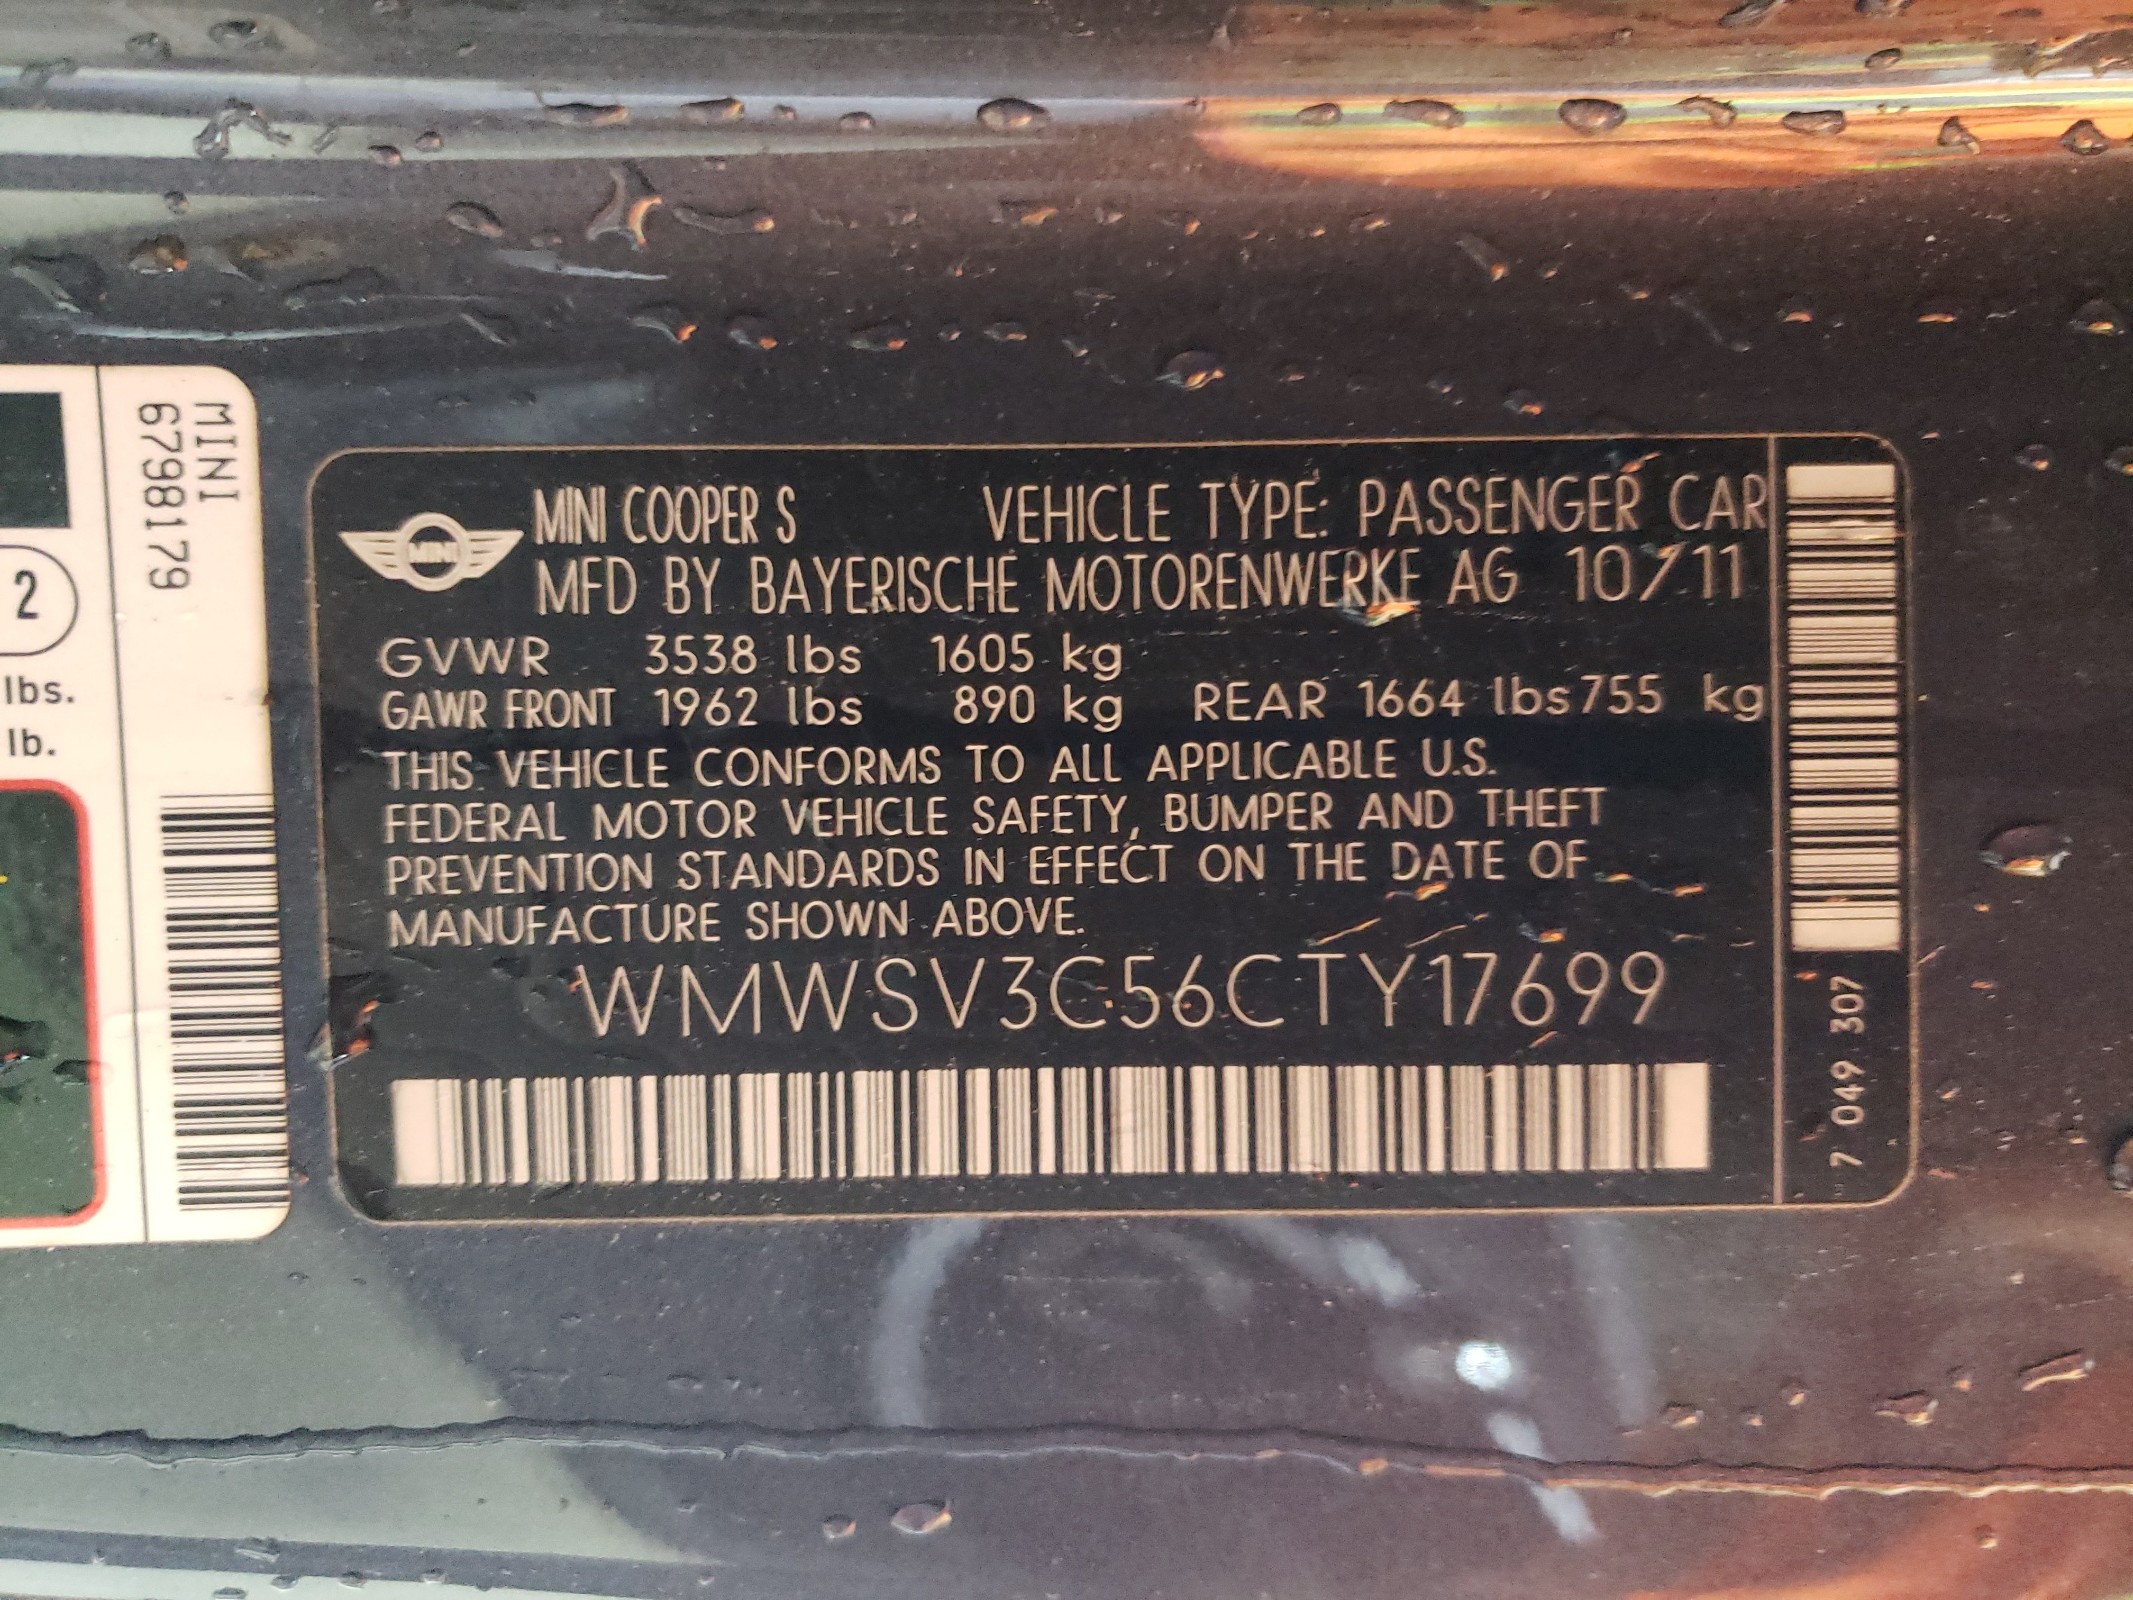 MINI
6798179
2
lbs.
lb.
MINI
MINI COOPER S VEHICLE TYPE: PASSENGER CAR
MFD BY BAYERISCHE MOTORENWERKE AG 10/11
GVWR 3538 lbs 1605 kg
GAWR FRONT 1962 lbs 890 kg REAR 1664 lbs 755 kg
THIS VEHICLE CONFORMS TO ALL APPLICABLE U.S.
FEDERAL MOTOR VEHICLE SAFETY, BUMPER AND THEFT
PREVENTION STANDARDS IN EFFECT ON THE DATE OF
MANUFACTURE SHOWN ABOVE.
WMWSV3C56CTY17699
7 049 307